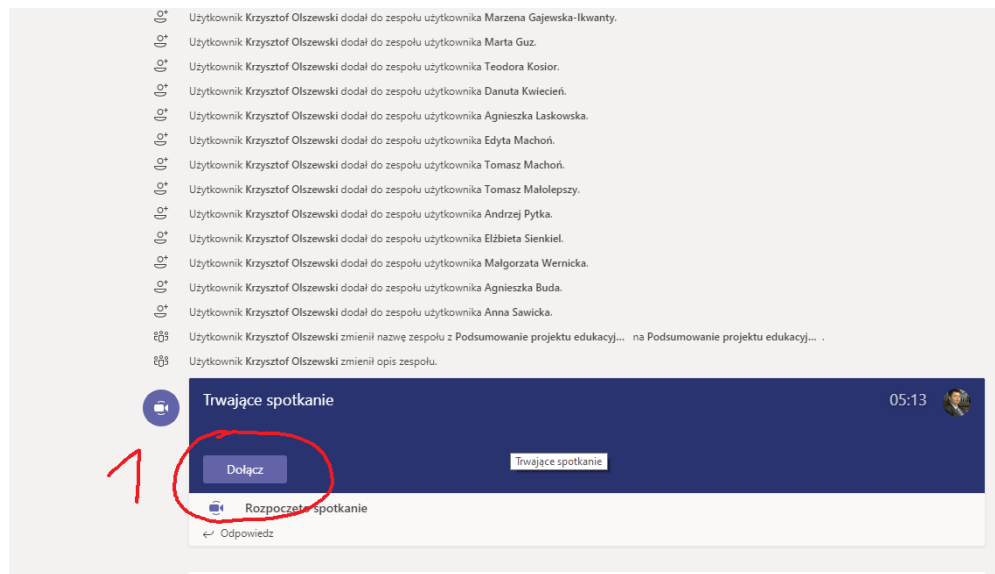 Użytkownik Krzysztof Olszewski dodał do zespołu użytkownika Marzena Gajewska-Ikwanty.
Użytkownik Krzysztof Olszewski dodał do zespołu użytkownika Marta Guz.
Użytkownik Krzysztof Olszewski dodał do zespołu użytkownika Teodora Kosior.
Użytkownik Krzysztof Olszewski dodał do zespołu użytkownika Danuta Kwiecień.
Użytkownik Krzysztof Olszewski dodał do zespołu użytkownika Agnieszka Laskowska.
Użytkownik Krzysztof Olszewski dodał do zespołu użytkownika Edyta Machoń.
Użytkownik Krzysztof Olszewski dodał do zespołu użytkownika Tomasz Machoń.
Użytkownik Krzysztof Olszewski dodał do zespołu użytkownika Tomasz Małolepszy.
Użytkownik Krzysztof Olszewski dodał do zespołu użytkownika Andrzej Pytka.
Użytkownik Krzysztof Olszewski dodał do zespołu użytkownika Elżbieta Sienkiel.
Użytkownik Krzysztof Olszewski dodał do zespołu użytkownika Małgorzata Wernicka.
Użytkownik Krzysztof Olszewski dodał do zespołu użytkownika Agnieszka Buda.
Użytkownik Krzysztof Olszewski dodał do zespołu użytkownika Anna Sawicka.
Użytkownik Krzysztof Olszewski zmienił nazwę zespołu z Podsumowanie projektu edukacyj... na Podsumowanie projektu edukacyj... .
Użytkownik Krzysztof Olszewski zmienił opis zespołu.
Trwające spotkanie 05:13
1 Dołącz
Trwające spotkanie
Rozpoczęto spotkanie
Odpowiedz